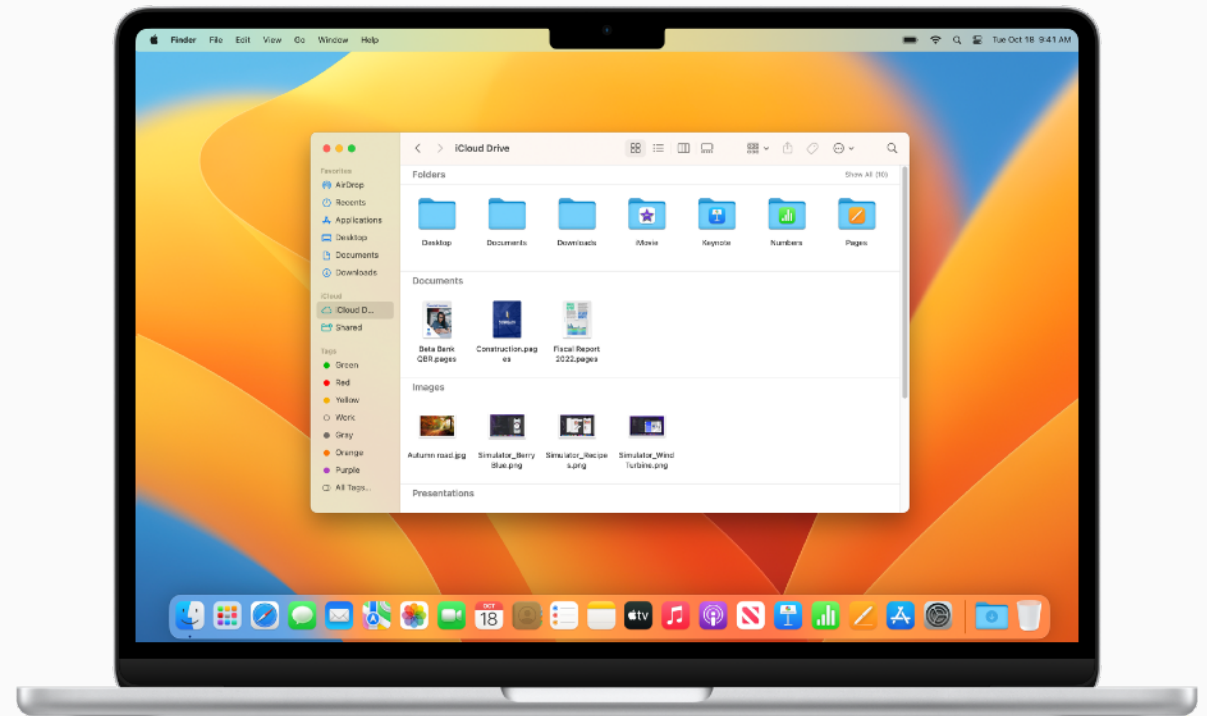 Finder File Edit View Go Window Help
Tue Oct 18 9:41 AM
iCloud Drive
Favorites
AirDrop
Recents
Applications
Desktop
Documents
Downloads
iCloud
iCloud D...
Shared
Tags
Green
Red
Yellow
Work
Gray
Orange
Purple
All Tags...
Folders
Show All (10)
Desktop
Documents
Downloads
iMovie
Keynote
Numbers
Pages
Documents
Beta Bank
QBR.pages
Construction.pag
es
Fiscal Report
2022.pages
Images
Autumn road.jpg
Simulator_Berry
Blue.png
Simulator_Recipe
s.png
Simulator_Wind
Turbine.png
Presentations
OCT
18
tv